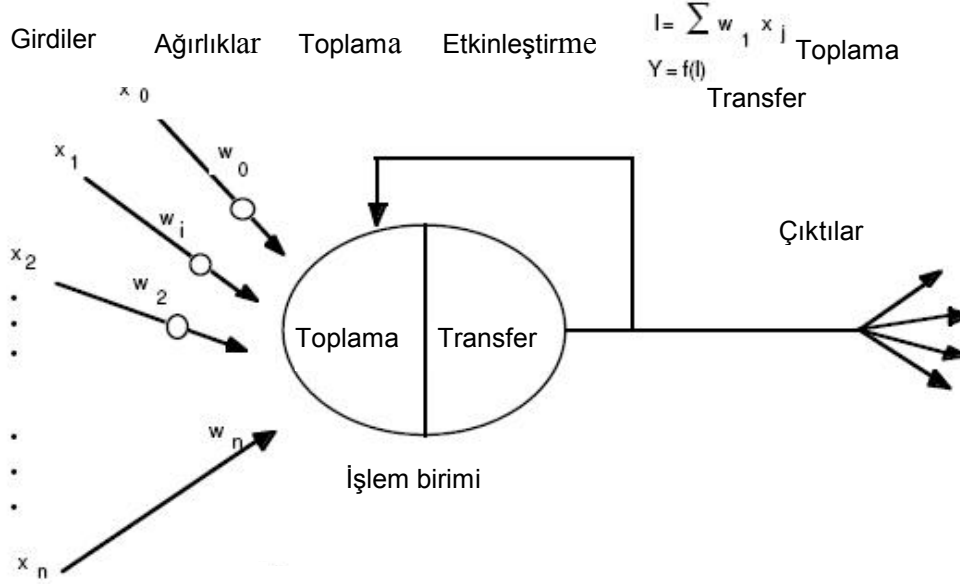 Girdiler Ağırlıklar Toplama Etkinleştirme
I = ∑ w 1 x j Toplama
Y = f(I) Transfer
x 0
w 0
x 1
w i
x 2
w 2
Toplama Transfer
Çıktılar
w n
İşlem birimi
x n